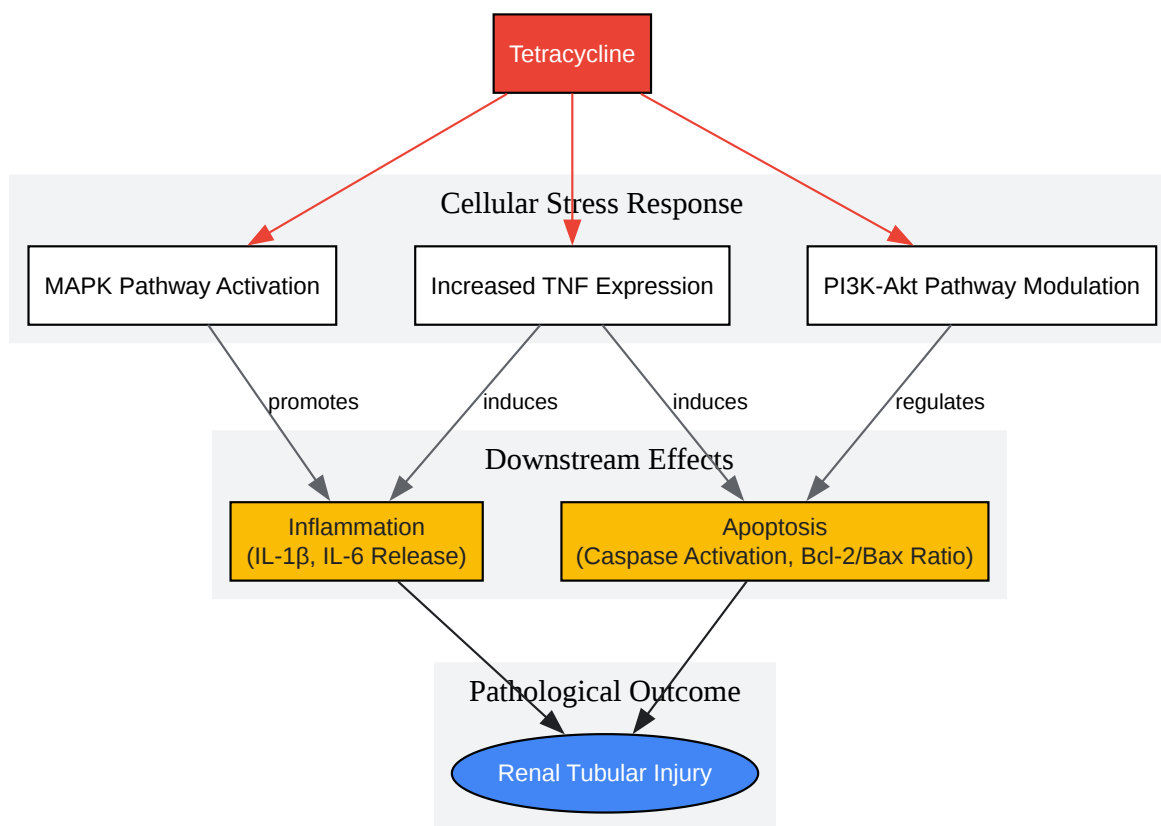 Tetracycline
Cellular Stress Response
MAPK Pathway Activation
Increased TNF Expression
PI3K-Akt Pathway Modulation
promotes
induces
induces
regulates
Downstream Effects
Inflammation
(IL-1β, IL-6 Release)
Apoptosis
(Caspase Activation, Bcl-2/Bax Ratio)
Pathological Outcome
Renal Tubular Injury